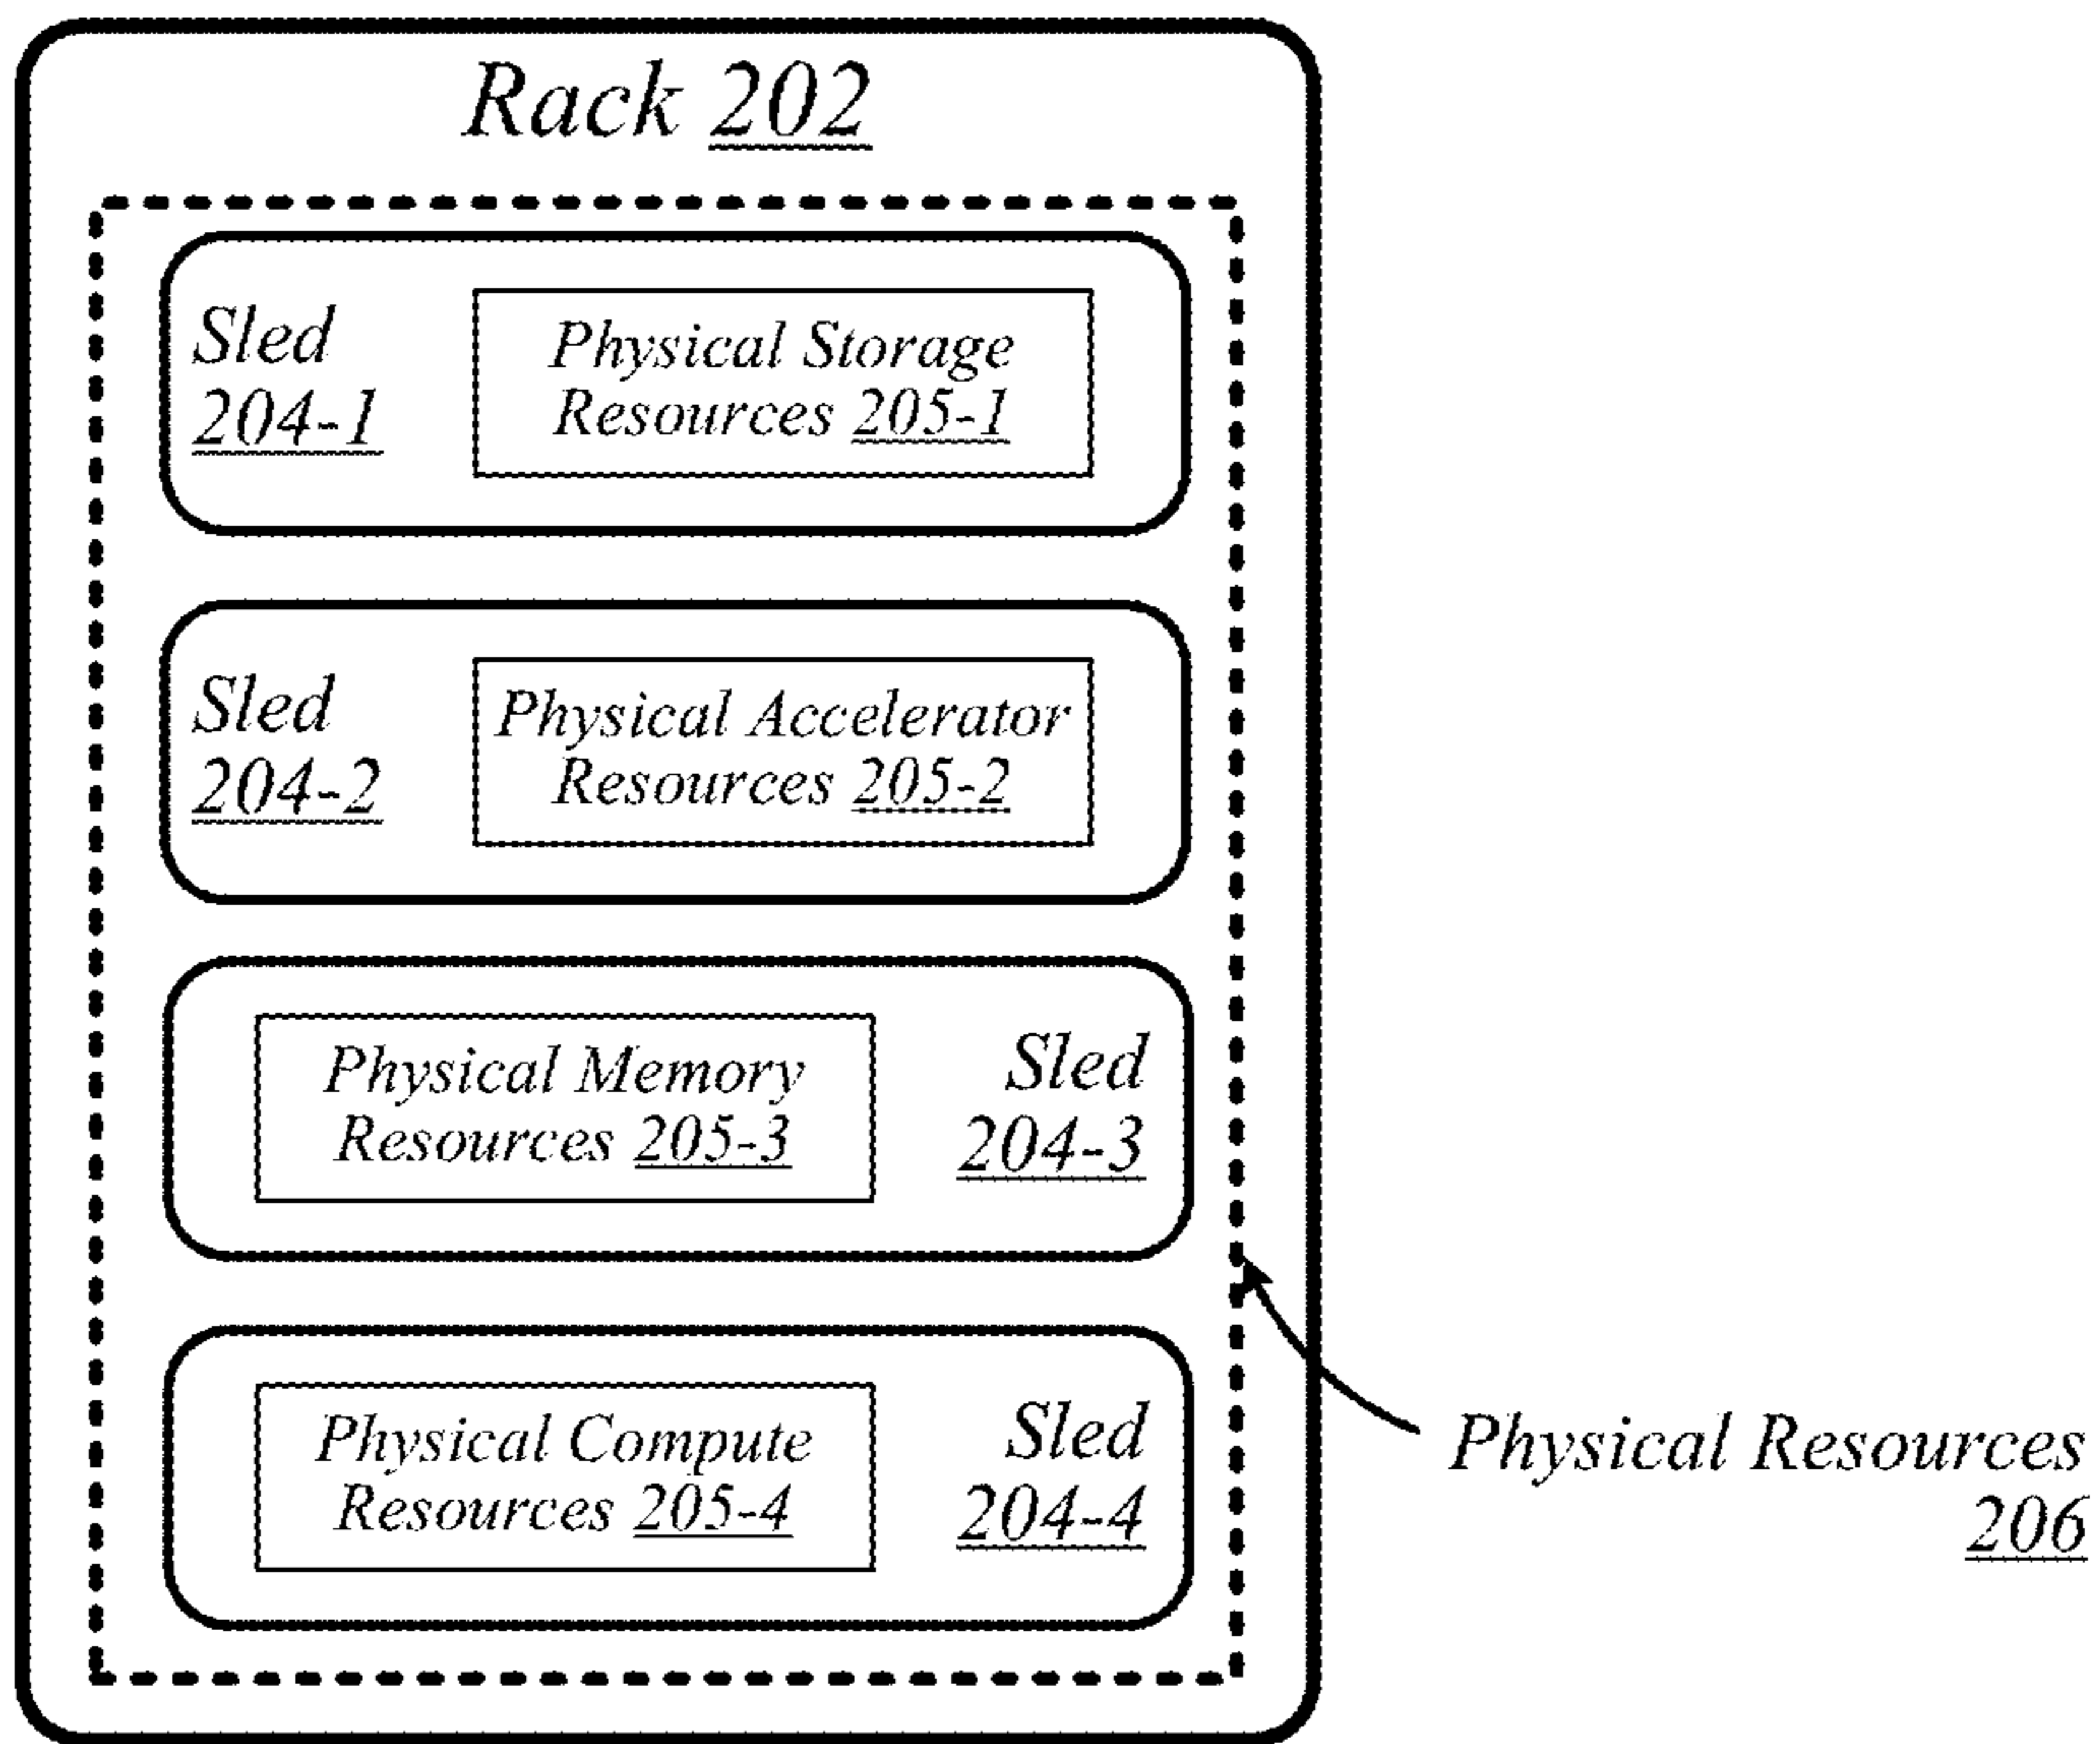 Rack 202
Sled
204-1
Physical Storage
Resources 205-1
Sled
204-2
Physical Accelerator
Resources 205-2
Physical Memory
Resources 205-3
Sled
204-3
Physical Compute
Resources 205-4
Sled
204-4
Physical Resources
206